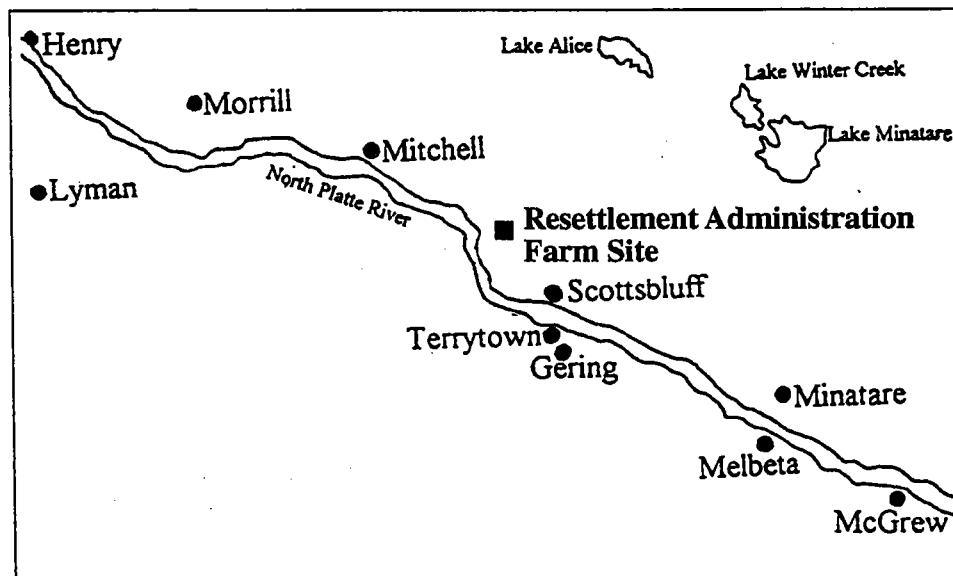 Henry
Lake Alice
Lake Winter Creek
Morrill
Lake Minatare
Mitchell
Lyman
North Platte River
Resettlement Administration
Farm Site
Scottsbluff
Terrytown
Gering
Minatare
Melbeta
McGrew